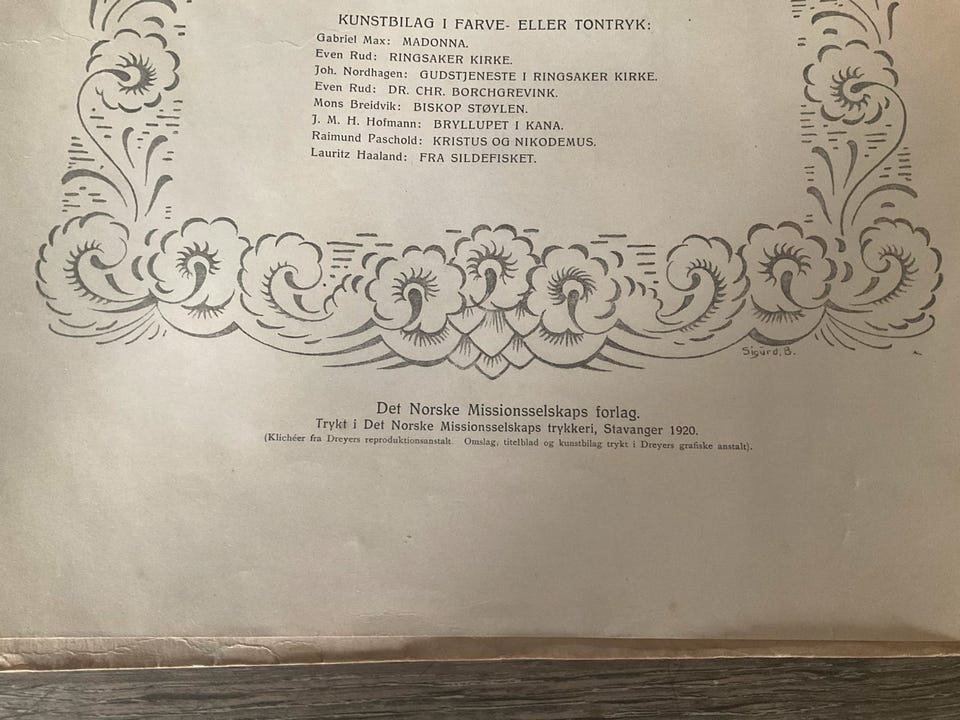 KUNSTBILAG I FARVE- ELLER TONTRYK:
Gabriel Max: MADONNA.
Even Rud: RINGSAKER KIRKE.
Joh. Nordhagen: GUDSTJENESTE I RINGSAKER KIRKE.
Even Rud: DR. CHR. BORCHGREVINK.
Mons Breidvik: BISKOP STØYLEN.
J. M. H. Hofmann: BRYLLUPET I KANA.
Raimund Paschold: KRISTUS OG NIKODEMUS.
Lauritz Haaland: FRA SILDEFISKET.
Sigurd. B.
Det Norske Missionsselskaps forlag.
Trykt i Det Norske Missionsselskaps trykkeri, Stavanger 1920.
(Klichéer fra Dreyers reproduktionsanstalt. Omslag, titelblad og kunstbilag trykt i Dreyers grafiske anstalt).